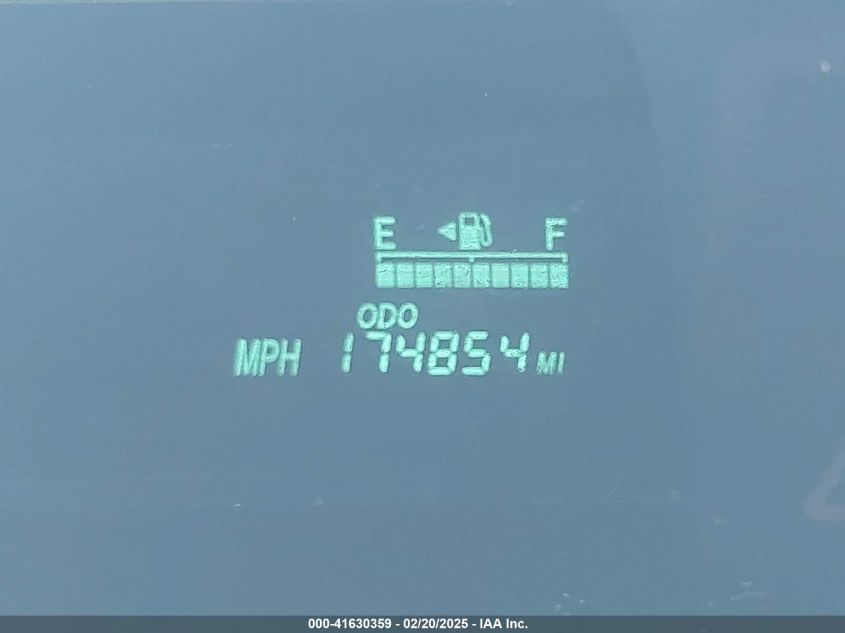 E F
ODO
MPH 174854 MI
000-41630359 - 02/20/2025 - IAA Inc.